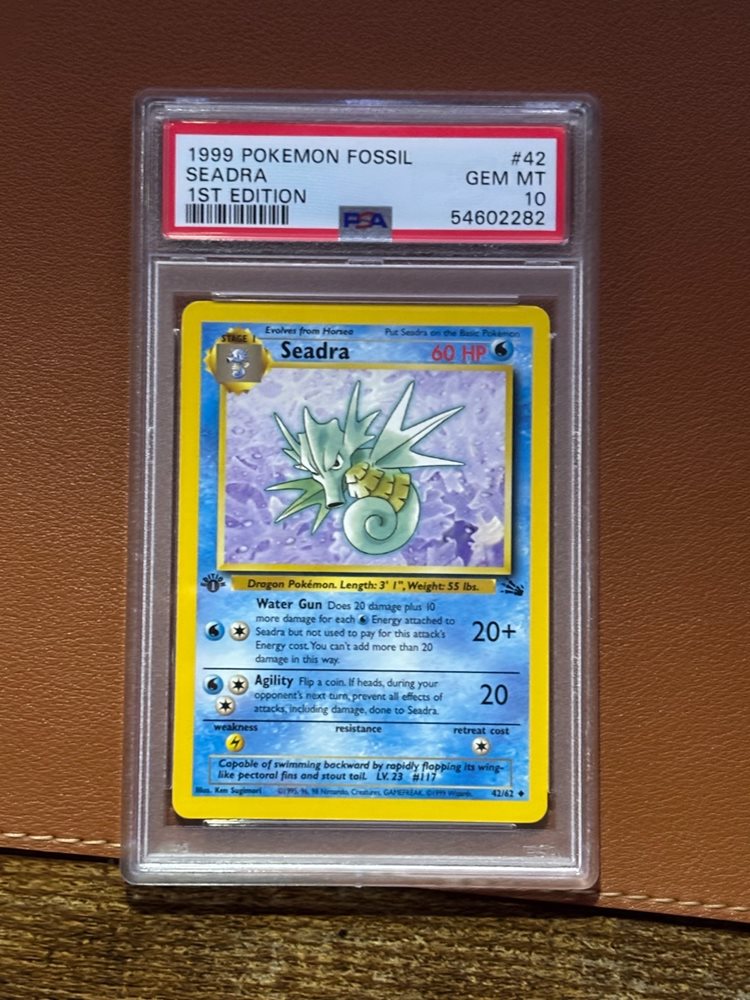 1999 POKEMON FOSSIL #42
SEADRA GEM MT
1ST EDITION 10
PSA 54602282
STAGE 1
Evolves from Horsea Put Seadra on the Basic Pokémon
Seadra 60 HP
EDITION 1
Dragon Pokémon. Length: 3' 1", Weight: 55 lbs.
Water Gun Does 20 damage plus 10
more damage for each Energy attached to
Seadra but not used to pay for this attack's
Energy cost. You can't add more than 20
damage in this way.
20+
Agility Flip a coin. If heads, during your
opponent's next turn, prevent all effects of
attacks, including damage, done to Seadra.
20
weakness resistance retreat cost
Capable of swimming backward by rapidly flapping its wing-
like pectoral fins and stout tail. LV. 23 #117
Illus. Ken Sugimori ©1995, 96, 98 Nintendo, Creatures, GAMEFREAK. ©1999 Wizards. 42/62